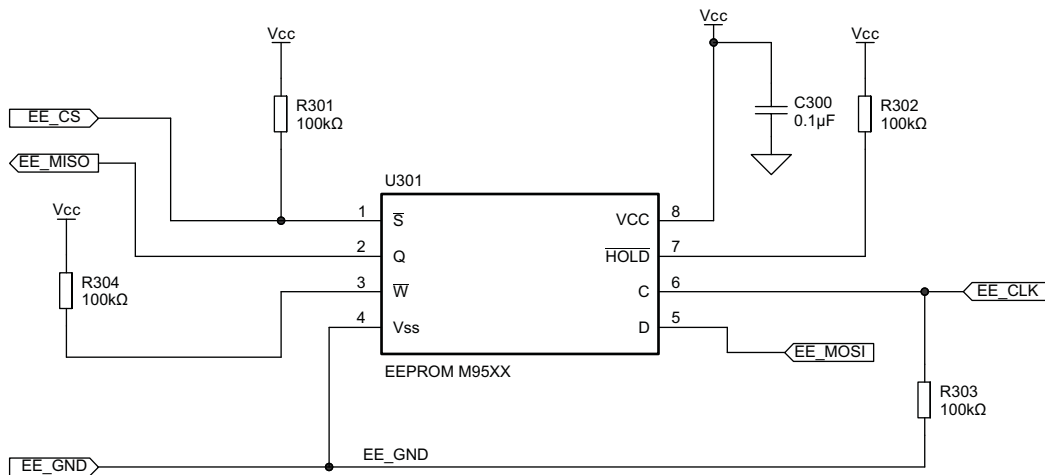 Vcc
Vcc
Vcc
R301
100kΩ
C300
0.1µF
R302
100kΩ
EE_CS
EE_MISO
U301
Vcc
1
S
VCC
8
2
Q
HOLD
7
R304
100kΩ
3
W
C
6
EE_CLK
4
Vss
D
5
EE_MOSI
EEPROM M95XX
R303
100kΩ
EE_GND
EE_GND